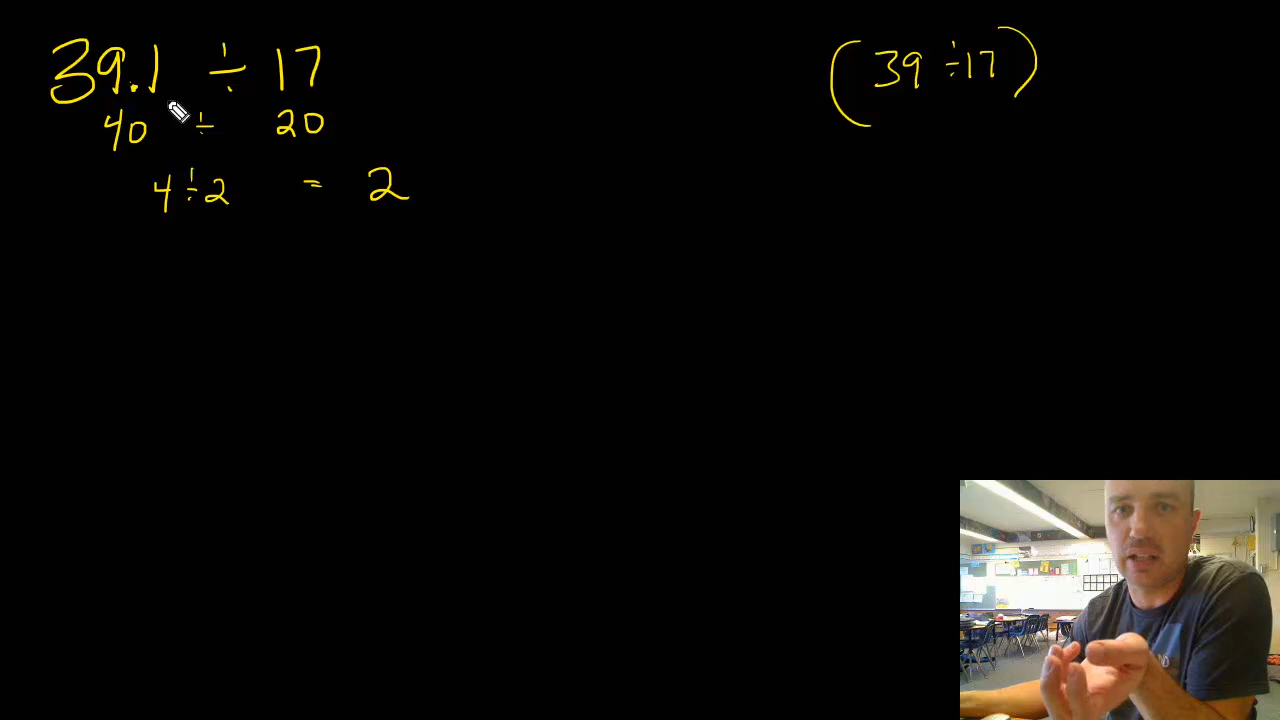 39.1 ÷ 17
40 ÷ 20
4 ÷ 2 = 2
(39 ÷ 17)